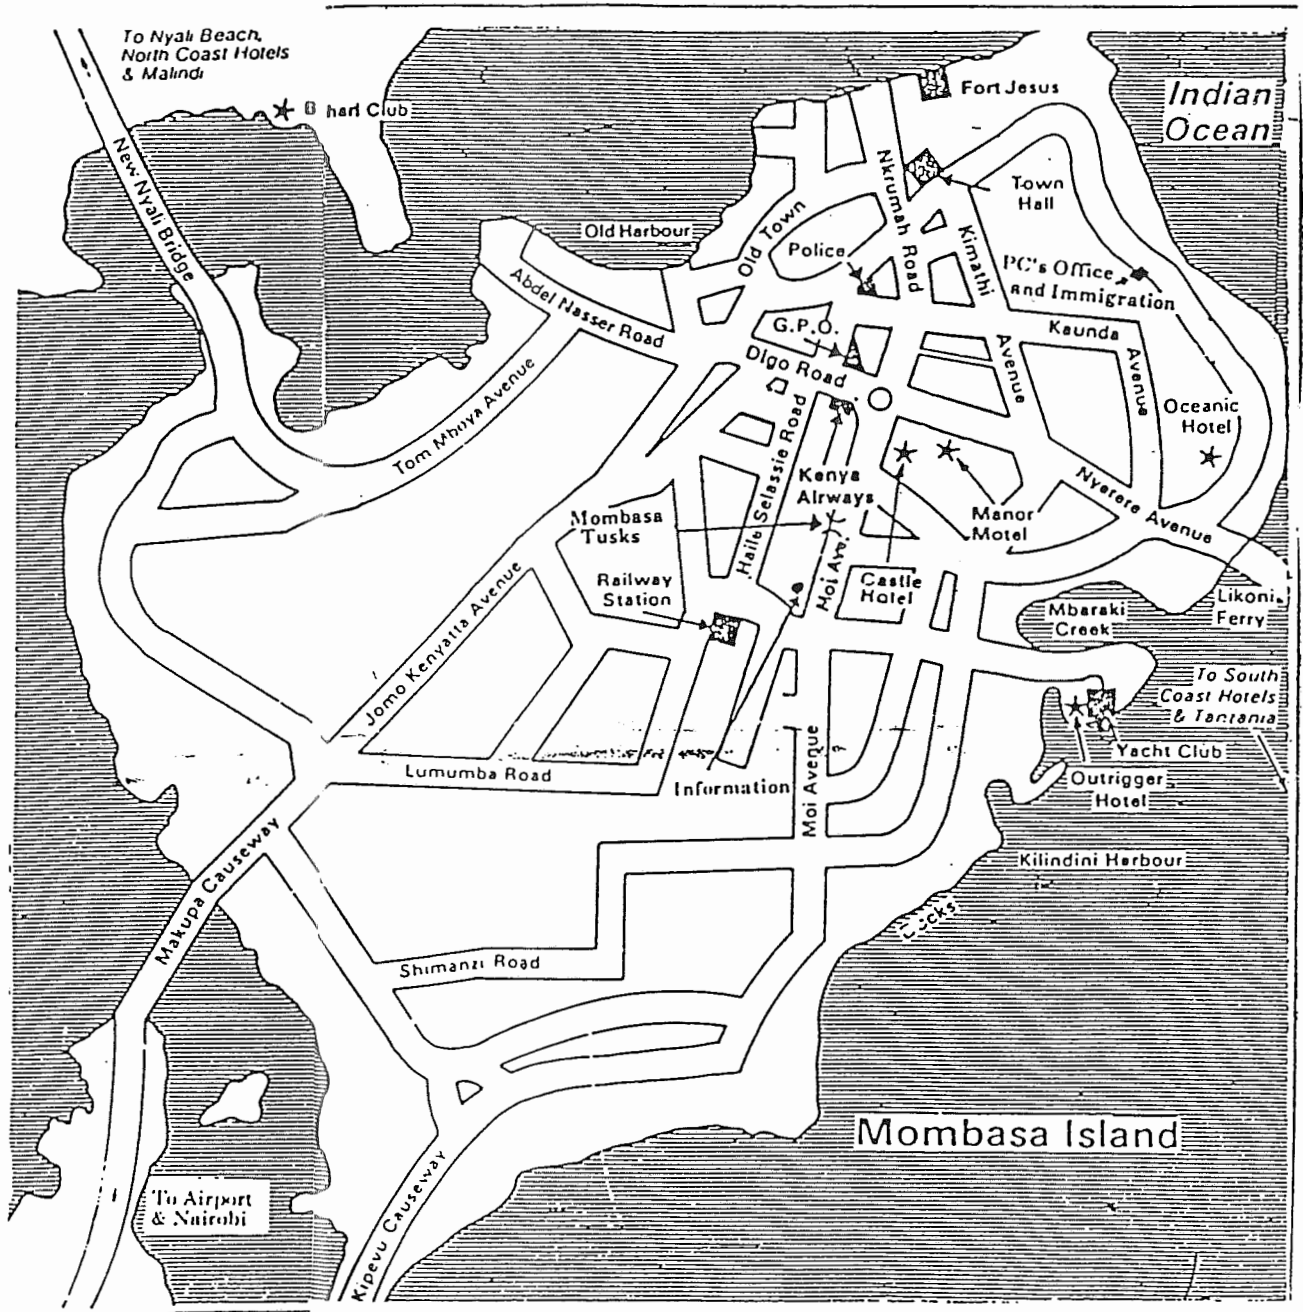 To Nyali Beach,
North Coast Hotels
& Malindi
Club
New Nyali Bridge
Old Harbour
Abdel Nasser Road
Tom Mboya Avenue
Old Town
Nkrumah Road
Fort Jesus
Indian
Ocean
Town
Hall
Kimathi
Avenue
Police
PC's Office
and Immigration
G.P.O.
Digo Road
Kaunda
Avenue
Oceanic
Hotel
Haile Selassie Road
Kenya
Airways
Manor
Motel
Nyerere Avenue
Mombasa
Tusks
Moi Ave.
Castle
Hotel
Railway
Station
Likoni
Ferry
Mbaraki
Creek
Jomo Kenyatta Avenue
To South
Coast Hotels
& Tanzania
Yacht Club
Outrigger
Hotel
Lumumba Road
Information
Moi Avenue
Kilindini Harbour
Makupa Causeway
Docks
Shimanzi Road
Mombasa Island
To Airport
& Nairobi
Kipevu Causeway